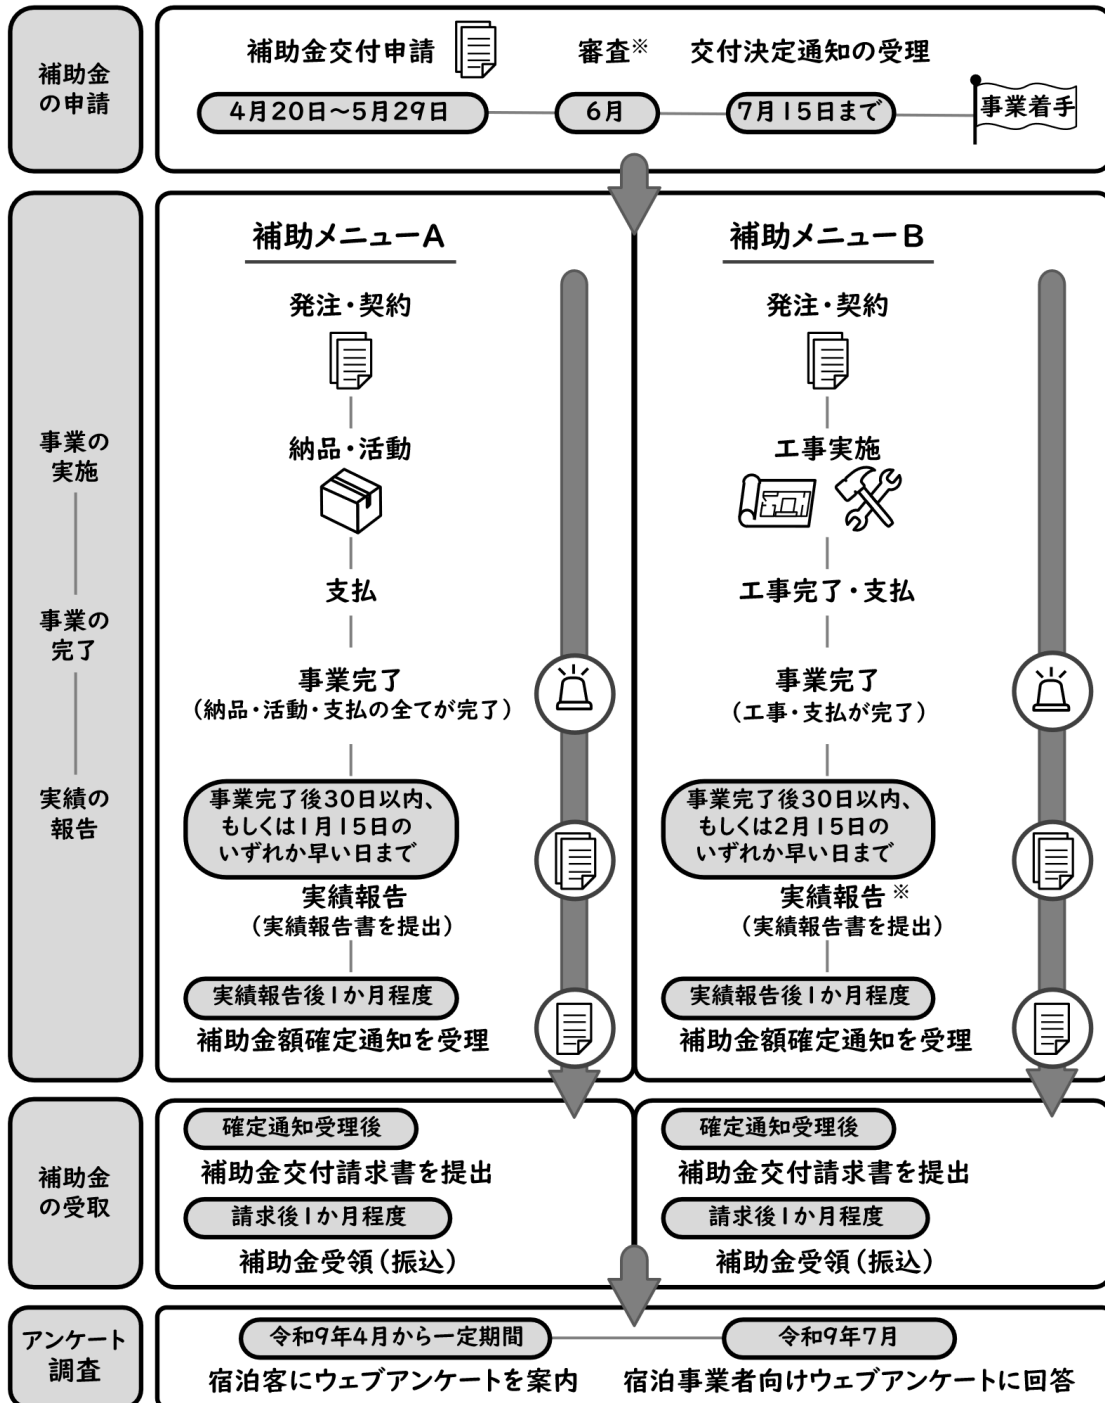 補助金
の申請
補助金交付申請
審査※
交付決定通知の受理
4月20日～5月29日
6月
7月15日まで
事業着手
事業の
実施
事業の
完了
実績の
報告
補助メニューA
発注・契約
納品・活動
支払
事業完了
（納品・活動・支払の全てが完了）
事業完了後30日以内、
もしくは1月15日の
いずれか早い日まで
実績報告
（実績報告書を提出）
実績報告後1か月程度
補助金額確定通知を受理
補助メニューB
発注・契約
工事実施
工事完了・支払
事業完了
（工事・支払が完了）
事業完了後30日以内、
もしくは2月15日の
いずれか早い日まで
実績報告※
（実績報告書を提出）
実績報告後1か月程度
補助金額確定通知を受理
補助金
の受取
確定通知受理後
補助金交付請求書を提出
請求後1か月程度
補助金受領（振込）
確定通知受理後
補助金交付請求書を提出
請求後1か月程度
補助金受領（振込）
アンケート
調査
令和9年4月から一定期間
宿泊客にウェブアンケートを案内
令和9年7月
宿泊事業者向けウェブアンケートに回答